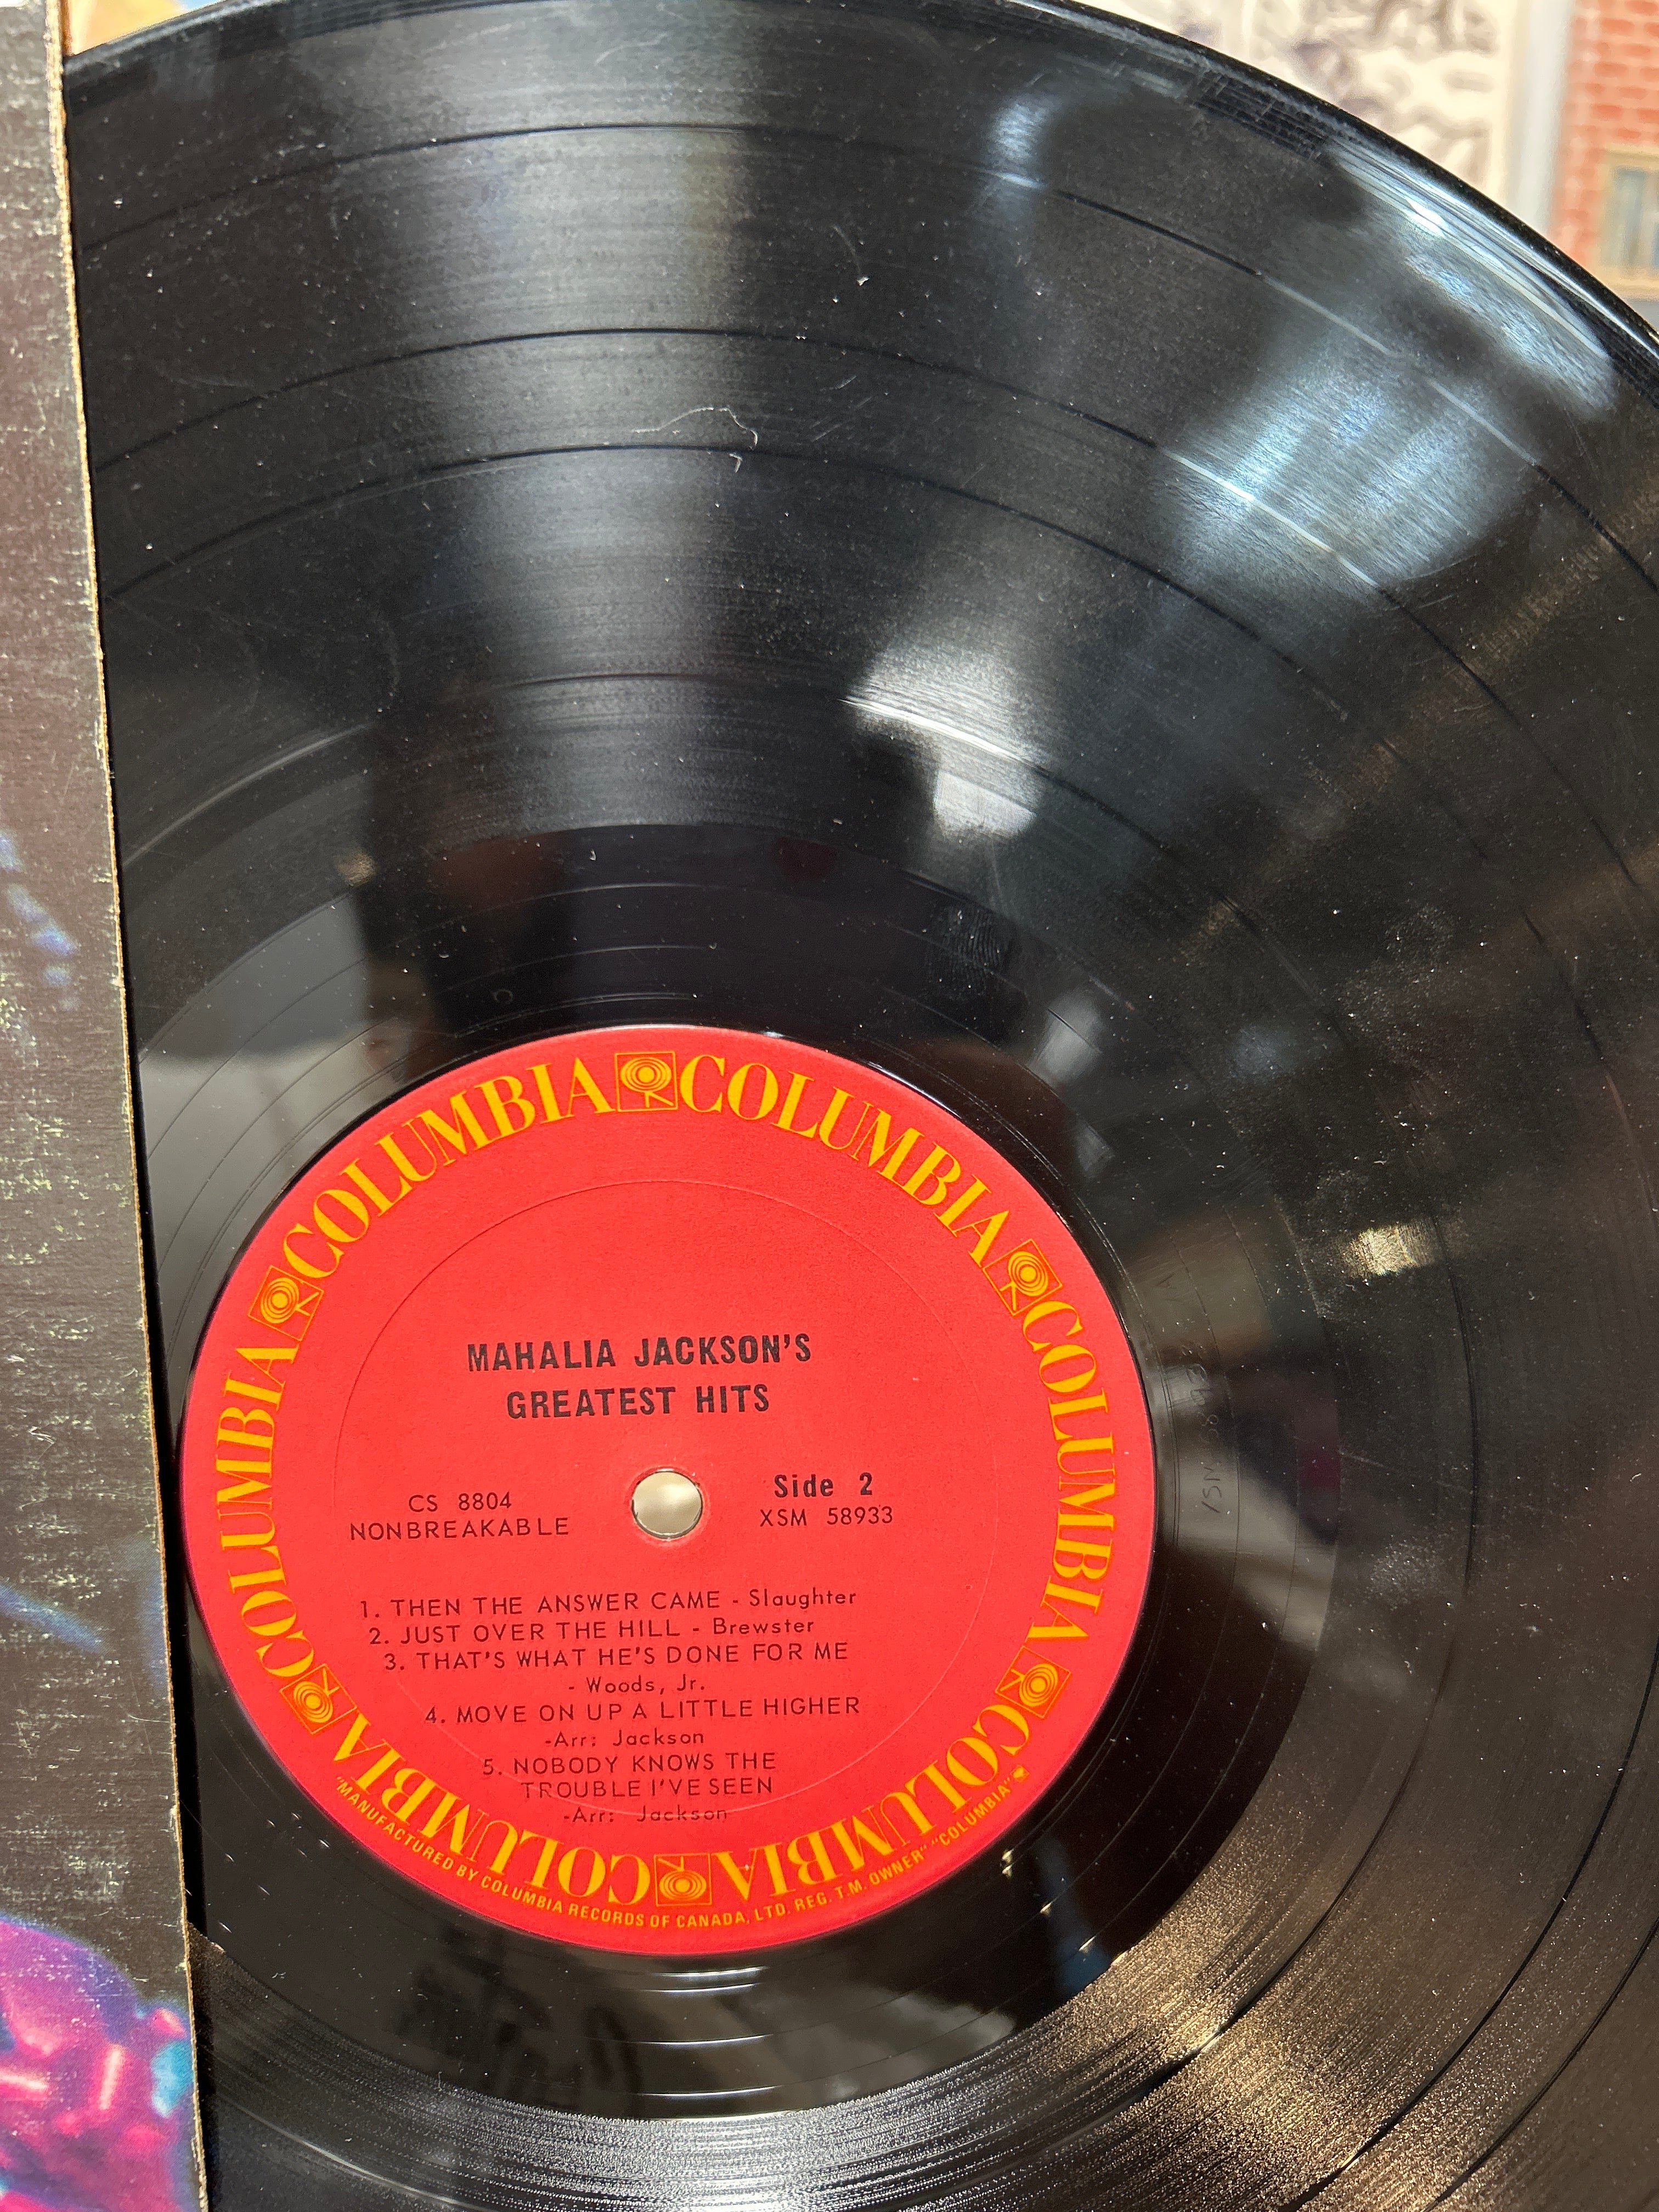 COLUMBIA COLUMBIA COLUMBIA COLUMBIA COLUMBIA COLUMBIA
MAHALIA JACKSON'S
GREATEST HITS
CS 8804
NONBREAKABLE
Side 2
XSM 58933
1. THEN THE ANSWER CAME - Slaughter
2. JUST OVER THE HILL - Brewster
3. THAT'S WHAT HE'S DONE FOR ME
- Woods, Jr.
4. MOVE ON UP A LITTLE HIGHER
-Arr: Jackson
5. NOBODY KNOWS THE
TROUBLE I'VE SEEN
-Arr: Jackson
"MANUFACTURED BY COLUMBIA RECORDS OF CANADA, LTD. REG. T.M. OWNER" "COLUMBIA"